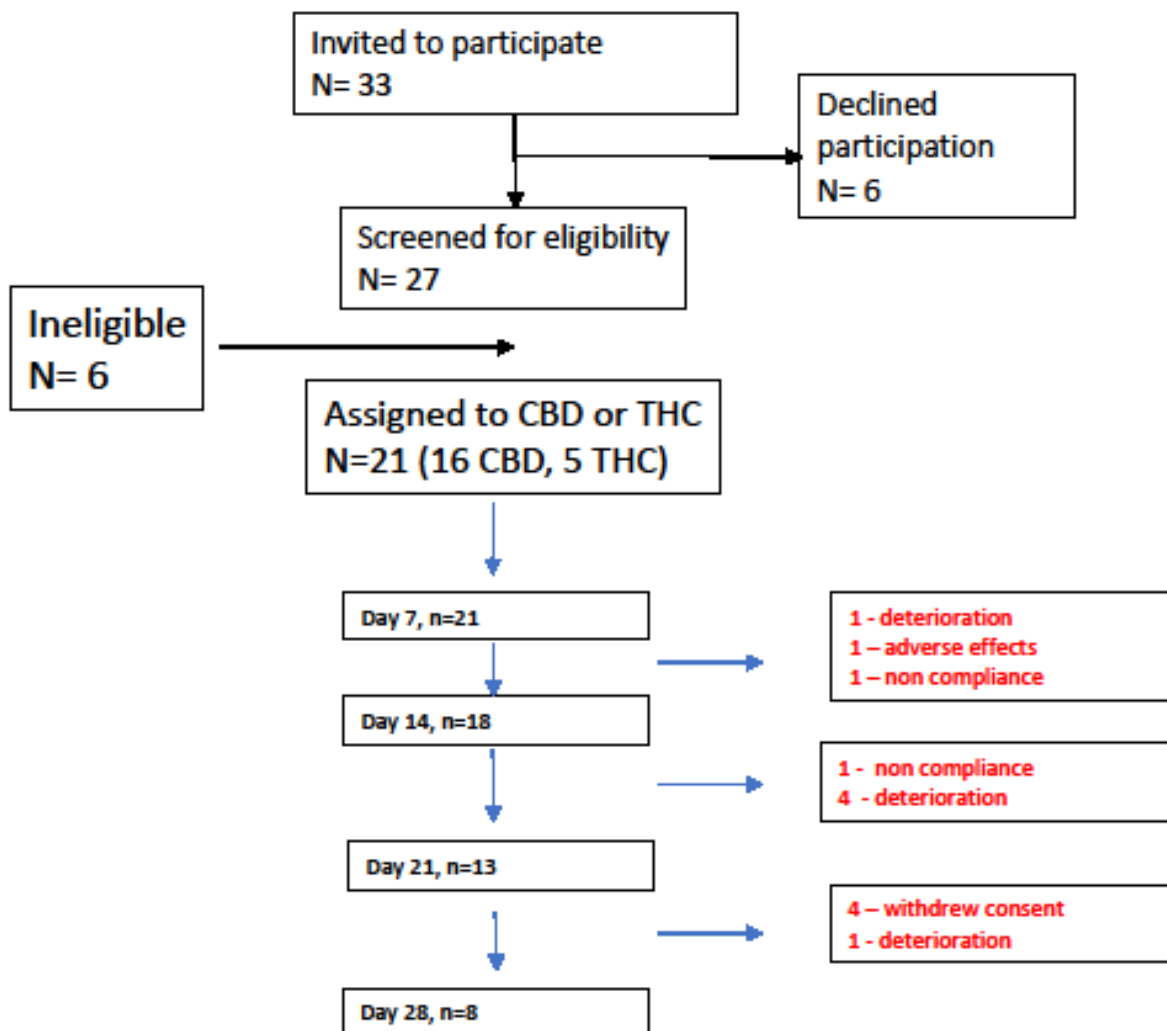 Invited to participate
N= 33
Declined
participation
N= 6
Screened for eligibility
N= 27
Ineligible
N= 6
Assigned to CBD or THC
N=21 (16 CBD, 5 THC)
Day 7, n=21
1 - deterioration
1 – adverse effects
1 – non compliance
Day 14, n=18
1 -  non compliance
4  - deterioration
Day 21, n=13
4 – withdrew consent
1 - deterioration
Day 28, n=8